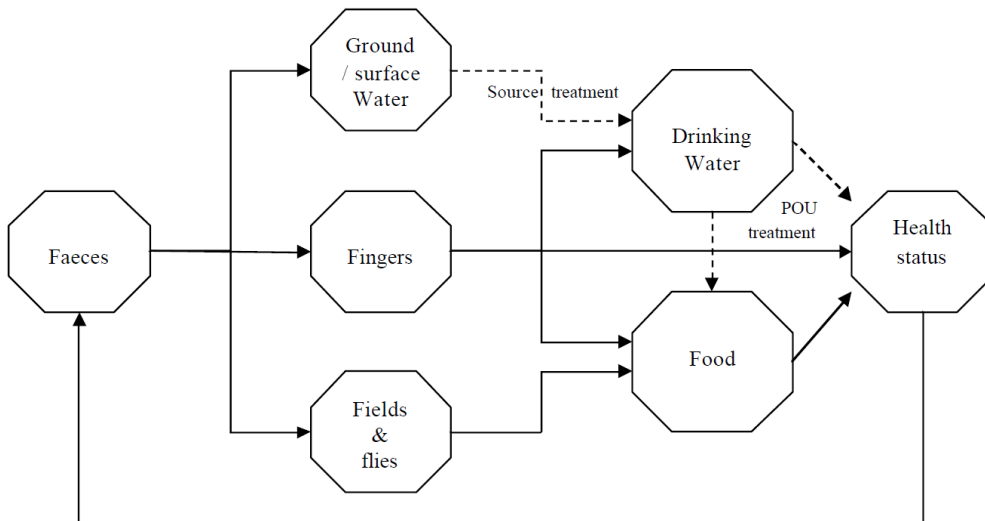 Ground
/ surface
Water
Source treatment
Drinking
Water
Faeces
Fingers
POU
treatment
Health
status
Food
Fields
&
flies